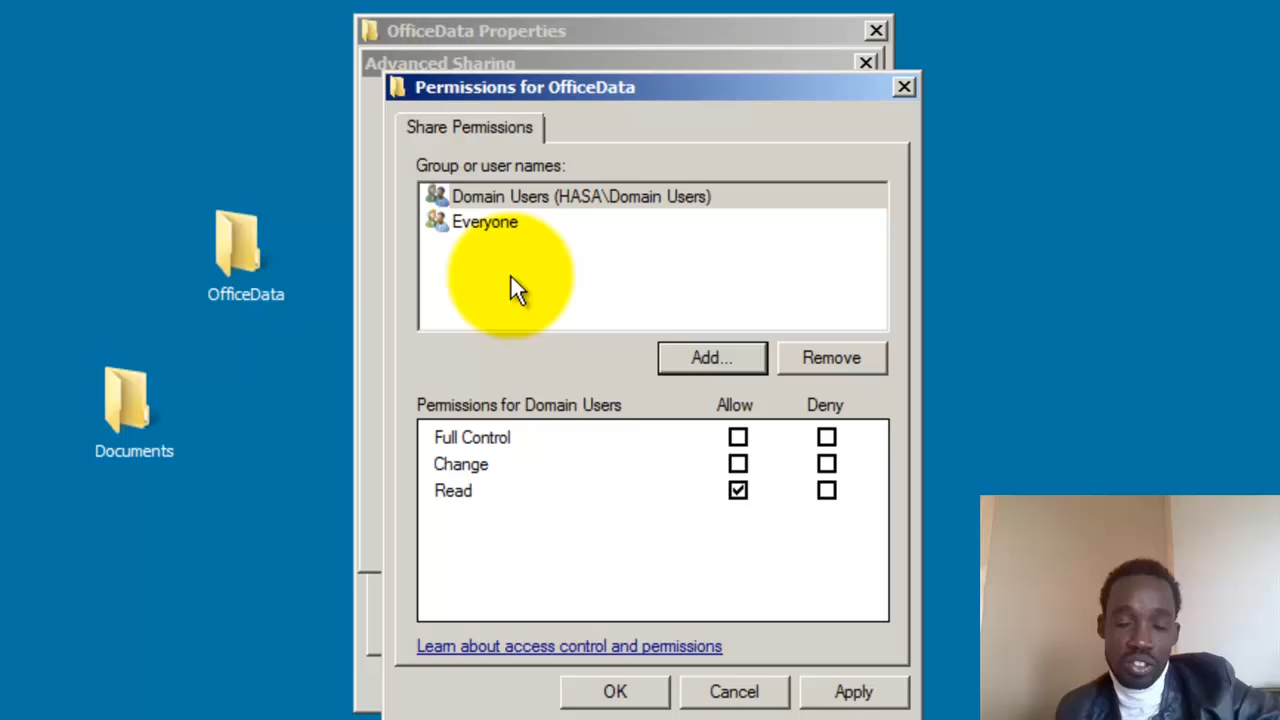 OfficeData Properties
Advanced Sharing
Permissions for OfficeData
Share Permissions
Group or user names:
Domain Users (HASA\Domain Users)
Everyone
OfficeData
Add...
Remove
Permissions for Domain Users
Allow
Deny
Full Control
Change
Documents
Read
Learn about access control and permissions
OK
Cancel
Apply